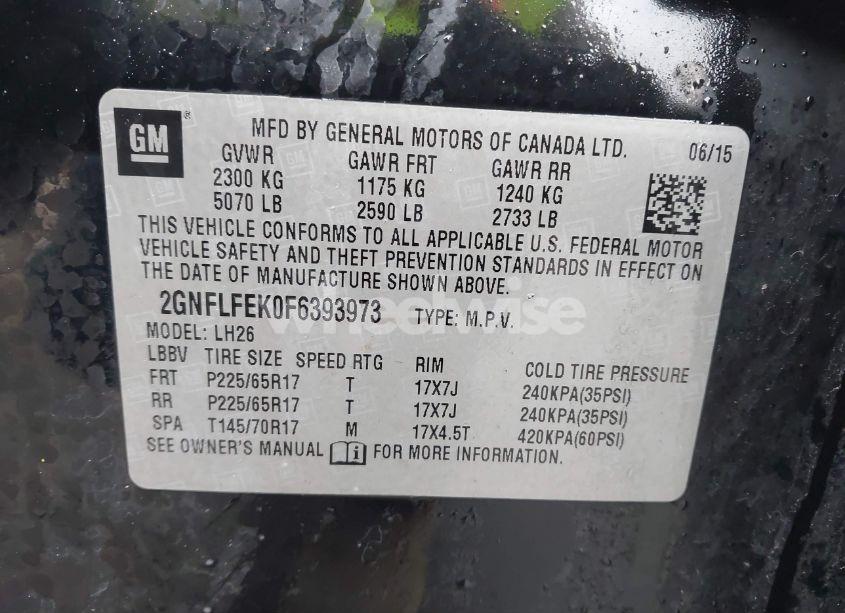 GM ®
MFD BY GENERAL MOTORS OF CANADA LTD. 06/15
GVWR GAWR FRT GAWR RR
2300 KG 1175 KG 1240 KG
5070 LB 2590 LB 2733 LB
THIS VEHICLE CONFORMS TO ALL APPLICABLE U.S. FEDERAL MOTOR
VEHICLE SAFETY AND THEFT PREVENTION STANDARDS IN EFFECT ON
THE DATE OF MANUFACTURE SHOWN ABOVE.
2GNFLFEK0F6393973 TYPE: M.P.V.
wheelwise
MODEL: LH26
LBBV TIRE SIZE SPEED RTG RIM COLD TIRE PRESSURE
FRT P225/65R17 T 17X7J 240KPA(35PSI)
RR P225/65R17 T 17X7J 240KPA(35PSI)
SPA T145/70R17 M 17X4.5T 420KPA(60PSI)
SEE OWNER'S MANUAL i FOR MORE INFORMATION.